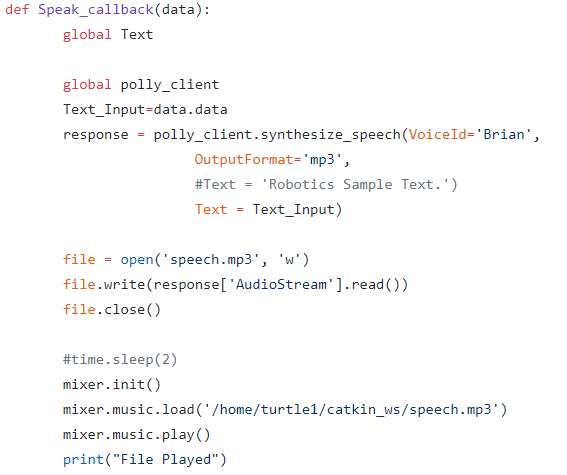 def Speak_callback(data):
global Text
global polly_client
Text_Input=data.data
response = polly_client.synthesize_speech(VoiceId='Brian',
OutputFormat='mp3',
#Text = 'Robotics Sample Text.')
Text = Text_Input)
file = open('speech.mp3', 'w')
file.write(response['AudioStream'].read())
file.close()
#time.sleep(2)
mixer.init()
mixer.music.load('/home/turtle1/catkin_ws/speech.mp3')
mixer.music.play()
print("File Played")